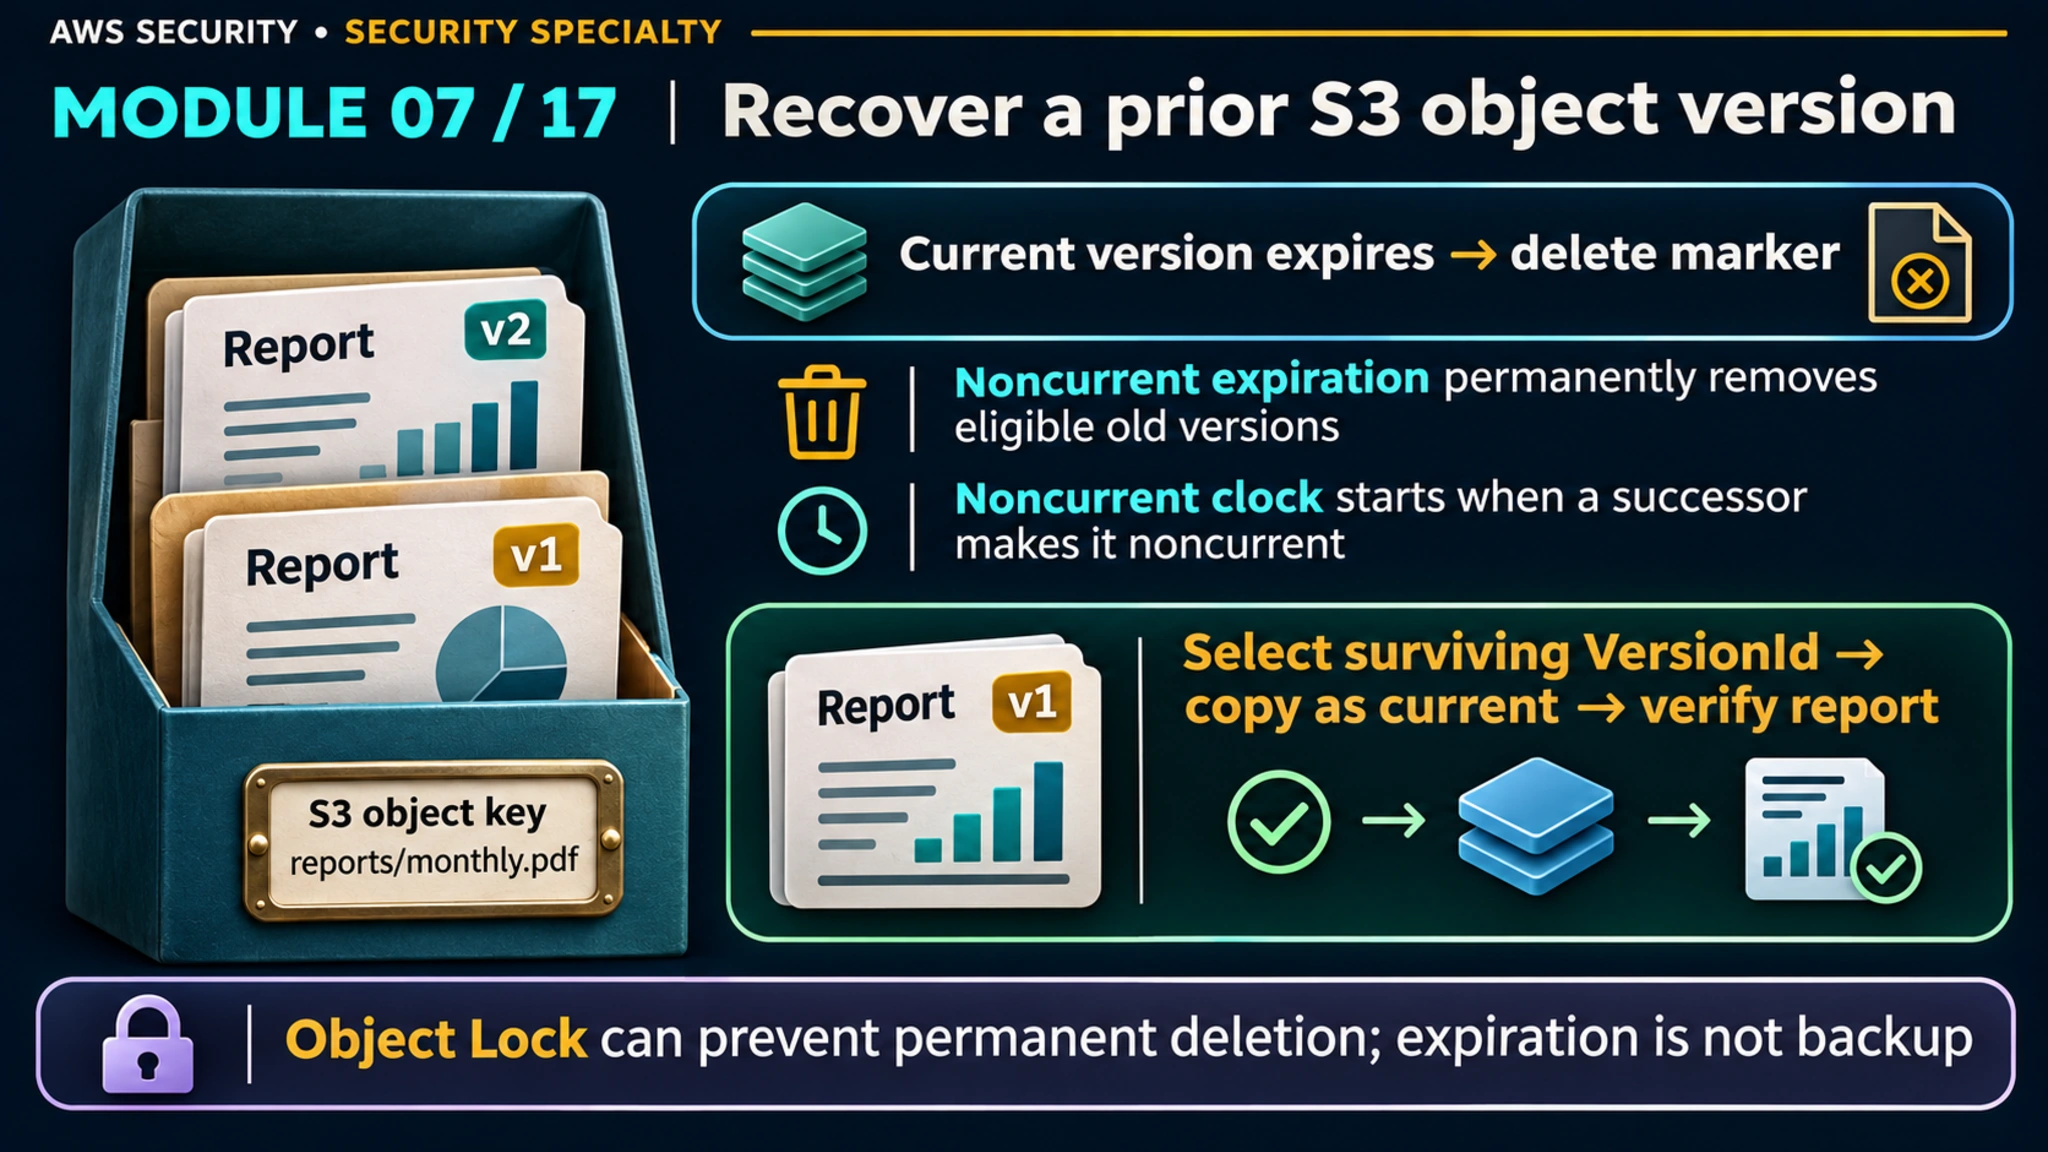 AWS SECURITY • SECURITY SPECIALTY
MODULE 07 / 17 | Recover a prior S3 object version
Report v2
Report v1
S3 object key
reports/monthly.pdf
Current version expires → delete marker
Noncurrent expiration permanently removes
eligible old versions
Noncurrent clock starts when a successor
makes it noncurrent
Report v1
Select surviving VersionId →
copy as current → verify report
Object Lock can prevent permanent deletion; expiration is not backup